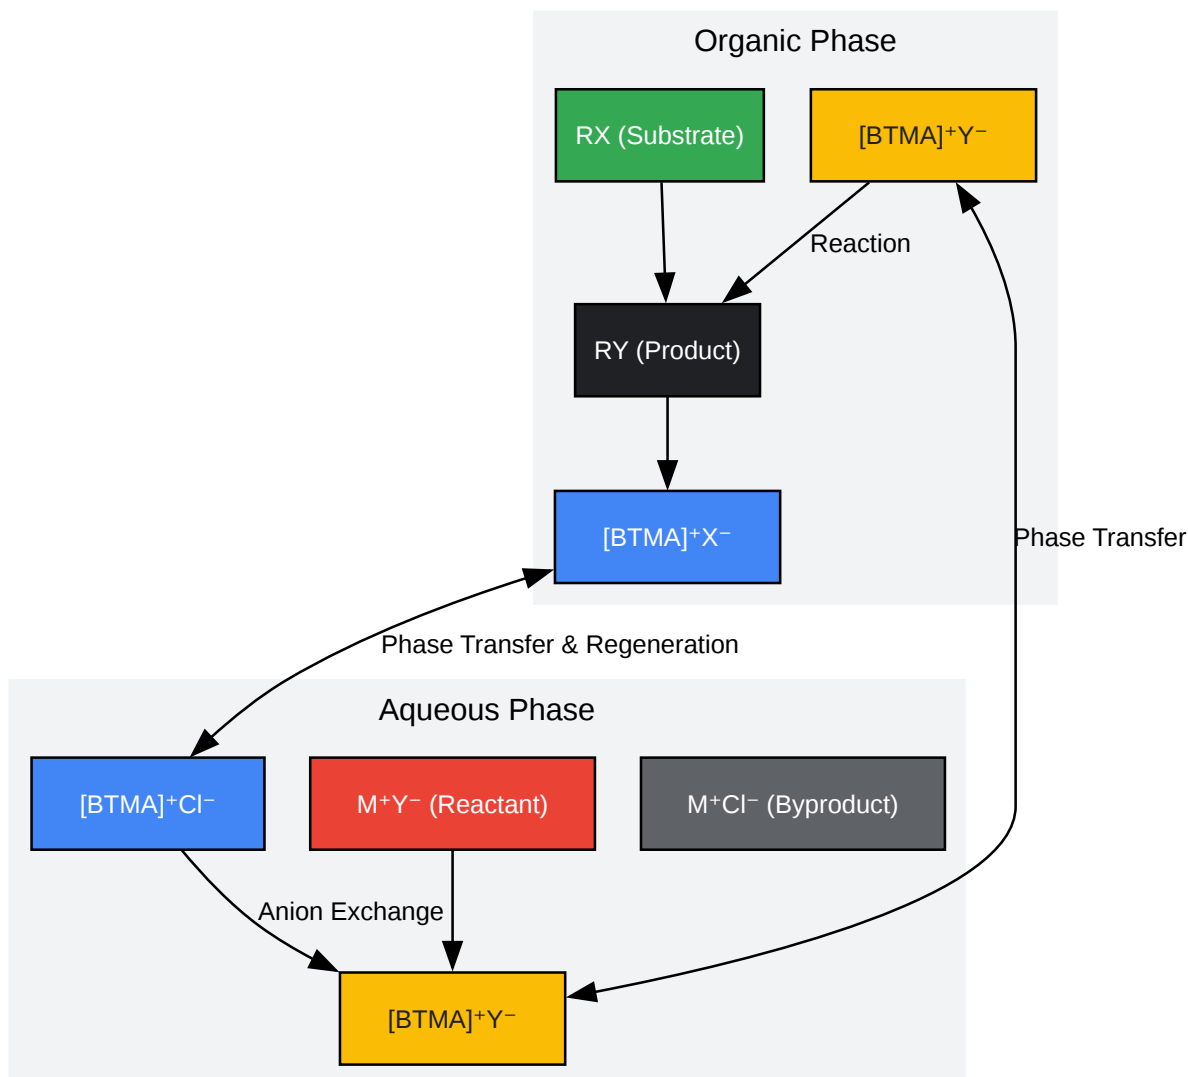 Organic Phase
RX (Substrate)
[BTMA]⁺Y⁻
Reaction
RY (Product)
[BTMA]⁺X⁻
Phase Transfer
Phase Transfer & Regeneration
Aqueous Phase
[BTMA]⁺Cl⁻
M⁺Y⁻ (Reactant)
M⁺Cl⁻ (Byproduct)
Anion Exchange
[BTMA]⁺Y⁻